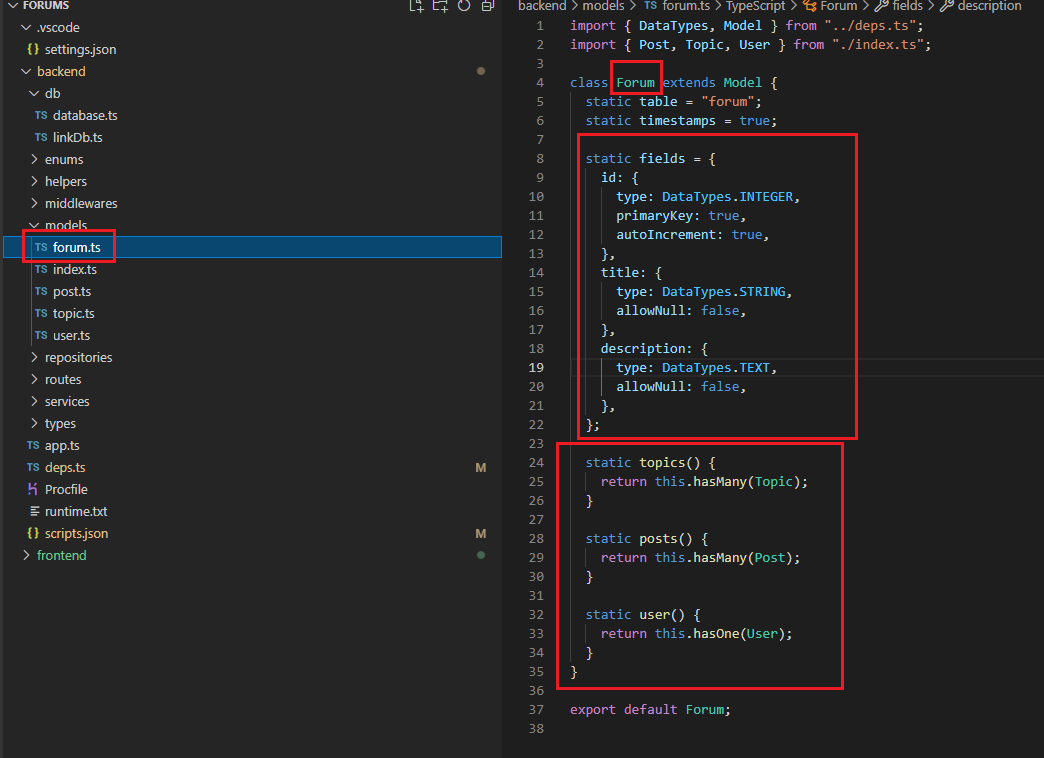 FORUMS
.vscode
{} settings.json
backend
db
TS database.ts
TS linkDb.ts
enums
helpers
middlewares
models
TS forum.ts
TS index.ts
TS post.ts
TS topic.ts
TS user.ts
repositories
routes
services
types
TS app.ts
TS deps.ts M
Procfile
runtime.txt
{} scripts.json M
frontend
backend > models > TS forum.ts > TypeScript > Forum > fields > description
1 import { DataTypes, Model } from "../deps.ts";
2 import { Post, Topic, User } from "./index.ts";
3
4 class Forum extends Model {
5 static table = "forum";
6 static timestamps = true;
7
8 static fields = {
9 id: {
10 type: DataTypes.INTEGER,
11 primaryKey: true,
12 autoIncrement: true,
13 },
14 title: {
15 type: DataTypes.STRING,
16 allowNull: false,
17 },
18 description: {
19 type: DataTypes.TEXT,
20 allowNull: false,
21 },
22 };
23
24 static topics() {
25 return this.hasMany(Topic);
26 }
27
28 static posts() {
29 return this.hasMany(Post);
30 }
31
32 static user() {
33 return this.hasOne(User);
34 }
35 }
36
37 export default Forum;
38